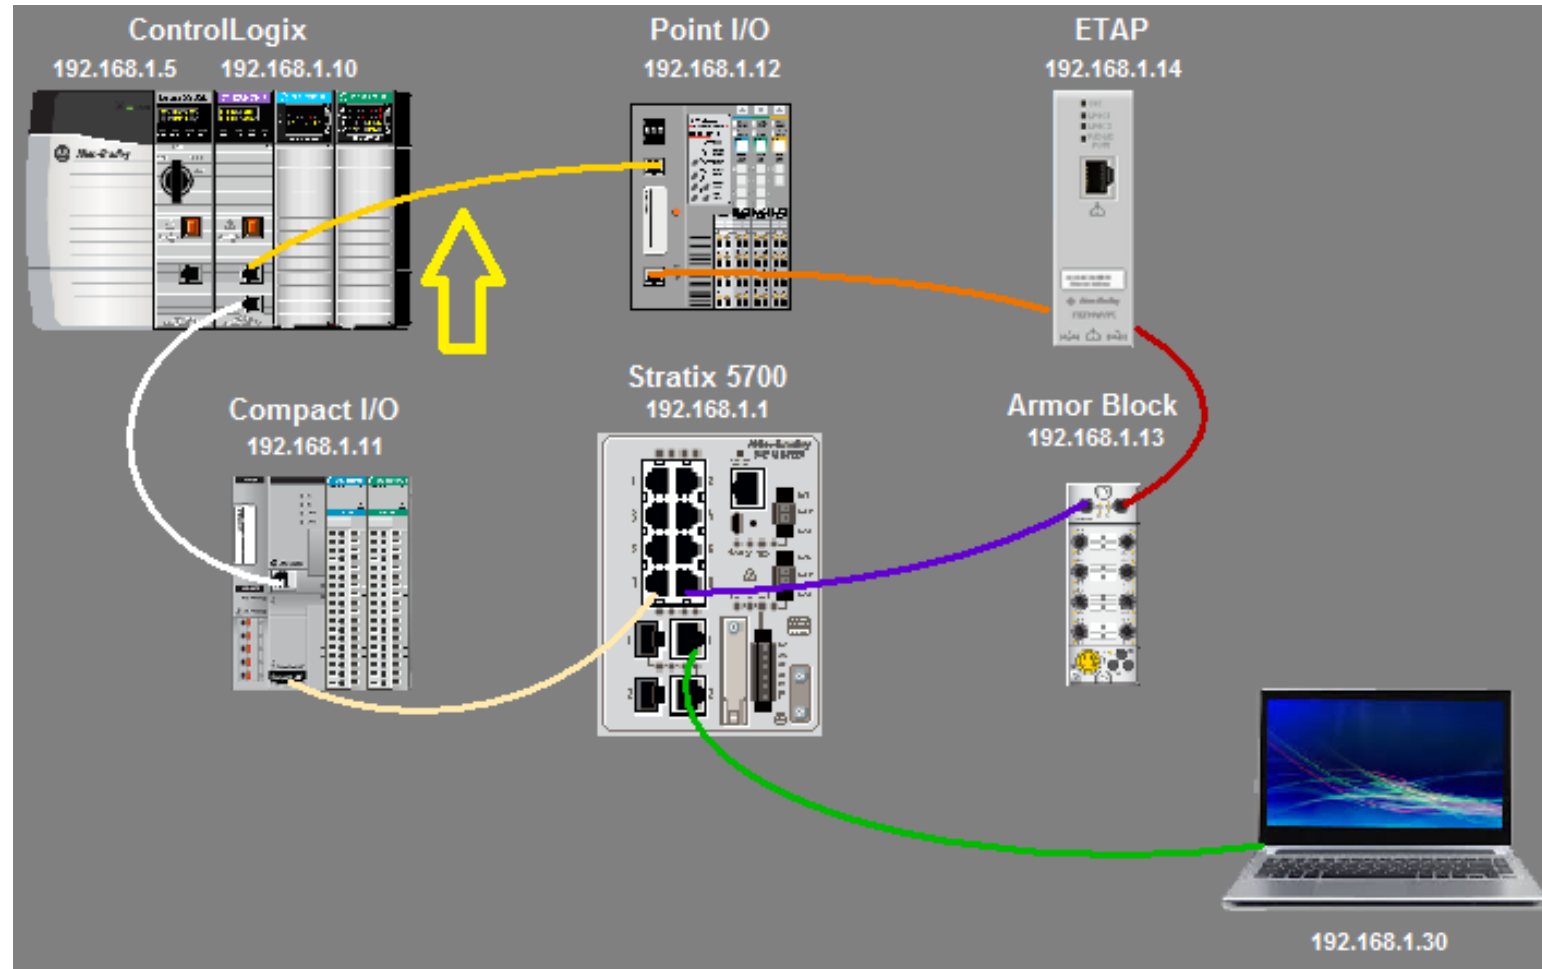 ControlLogix
192.168.1.5 192.168.1.10
Point I/O
192.168.1.12
ETAP
192.168.1.14
Allen-Bradley
Stratix 5700
192.168.1.1
Compact I/O
192.168.1.11
Armor Block
192.168.1.13
192.168.1.30